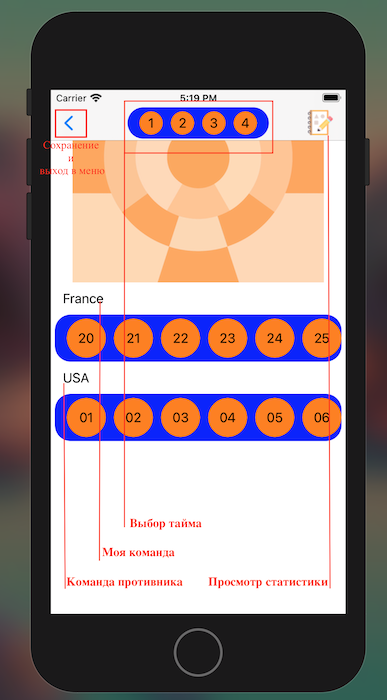 Carrier 5:19 PM
1 2 3 4
Сохранение
и
выход в меню
France
20 21 22 23 24 25
USA
01 02 03 04 05 06
Выбор тайма
Моя команда
Команда противника Просмотр статистики